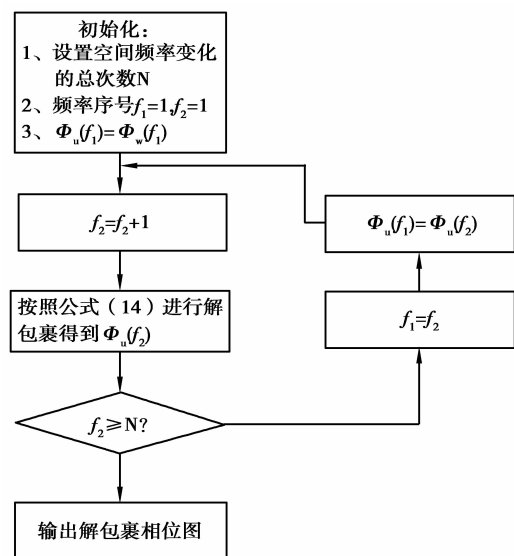 初始化：
1、设置空间频率变化
的总次数N
2、频率序号f₁=1,f₂=1
3、Φᵤ(f₁)=Φ_w(f₁)
f₂=f₂+1
Φᵤ(f₁)=Φᵤ(f₂)
按照公式（14）进行解
包裹得到Φᵤ(f₂)
f₁=f₂
f₂≥N?
输出解包裹相位图